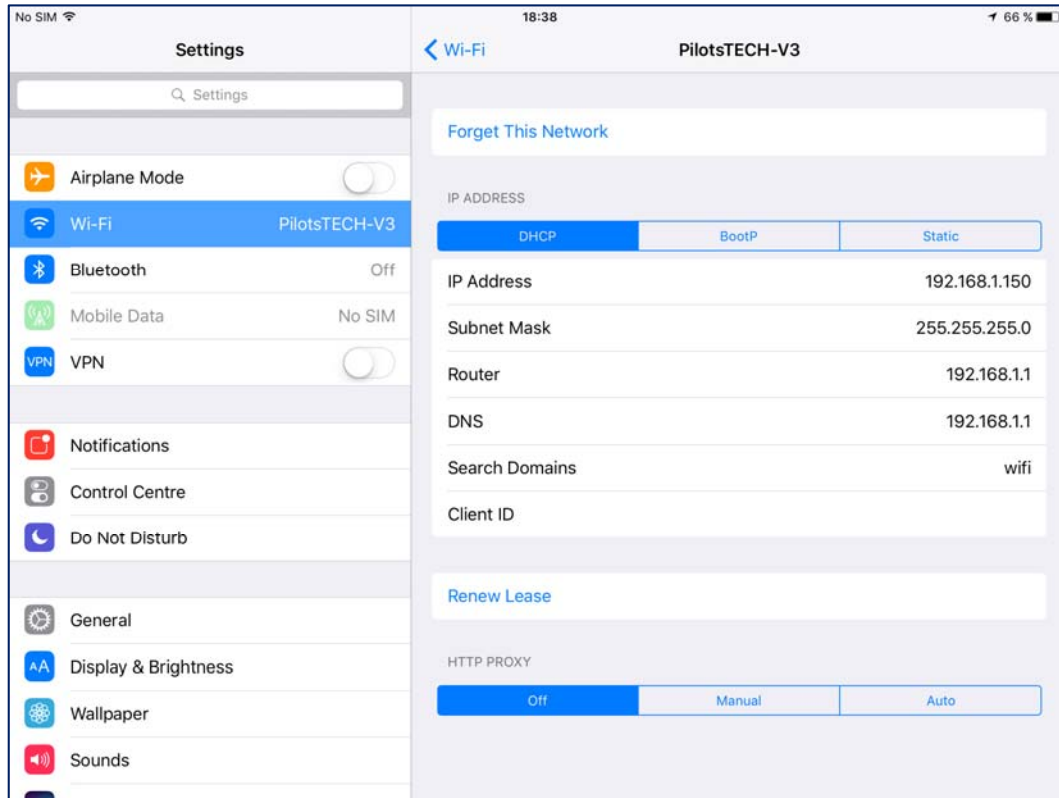 No SIM
18:38
66 %
Settings
Settings
Airplane Mode
Wi-Fi PilotsTECH-V3
Bluetooth Off
Mobile Data No SIM
VPN VPN
Notifications
Control Centre
Do Not Disturb
General
AA Display & Brightness
Wallpaper
Sounds
Wi-Fi PilotsTECH-V3
Forget This Network
IP ADDRESS
DHCP BootP Static
IP Address 192.168.1.150
Subnet Mask 255.255.255.0
Router 192.168.1.1
DNS 192.168.1.1
Search Domains wifi
Client ID
Renew Lease
HTTP PROXY
Off Manual Auto